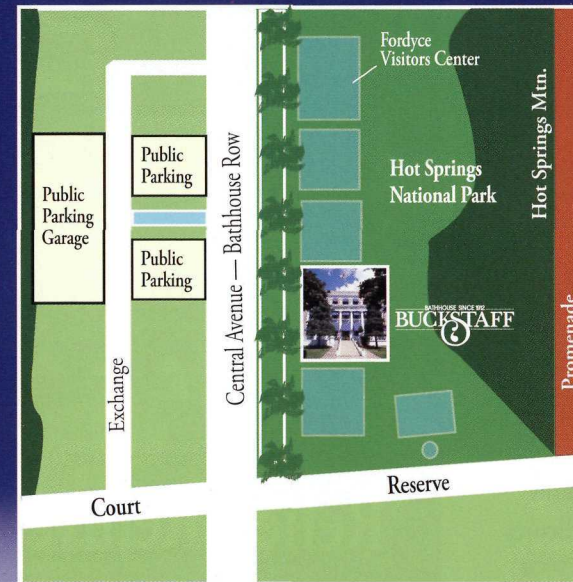 Fordyce
Visitors Center
Hot Springs Mtn.
Public
Parking
Central Avenue — Bathhouse Row
Hot Springs
National Park
Public
Parking
Garage
Public
Parking
BATHHOUSE SINCE 1912
BUCKSTAFF
Promenade
Exchange
Court
Reserve